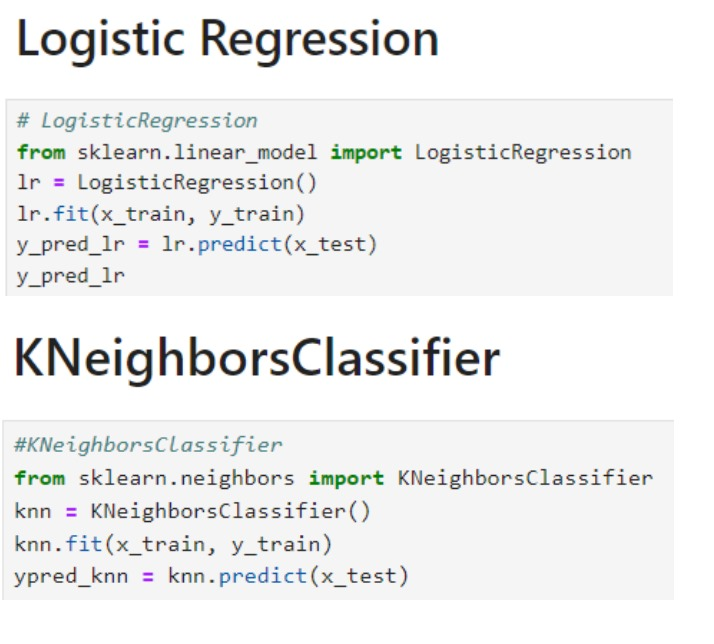 Logistic Regression
# LogisticRegression
from sklearn.linear_model import LogisticRegression
lr = LogisticRegression()
lr.fit(x_train, y_train)
y_pred_lr = lr.predict(x_test)
y_pred_lr
KNeighborsClassifier
#KNeighborsClassifier
from sklearn.neighbors import KNeighborsClassifier
knn = KNeighborsClassifier()
knn.fit(x_train, y_train)
ypred_knn = knn.predict(x_test)